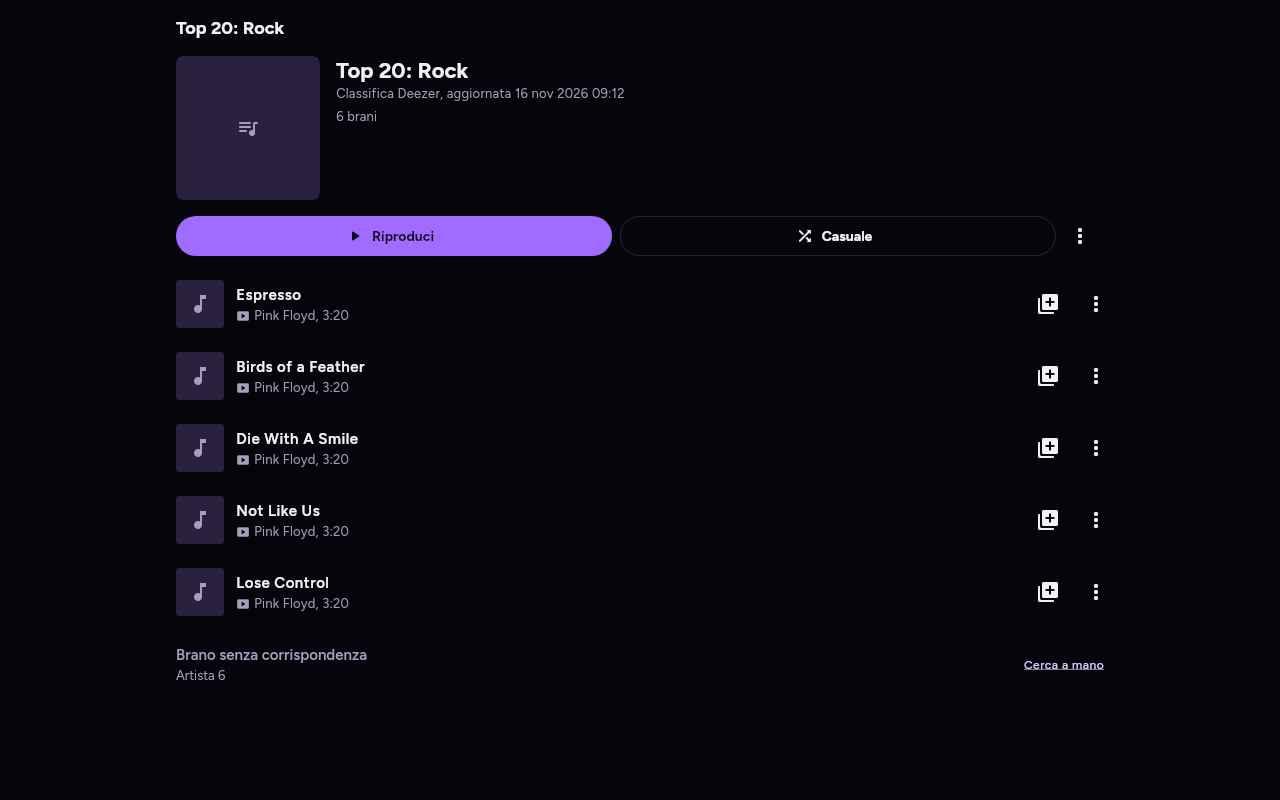 Top 20: Rock
Top 20: Rock
Classifica Deezer, aggiornata 16 nov 2026 09:12
6 brani
Riproduci
Casuale
Espresso
Pink Floyd, 3:20
Birds of a Feather
Pink Floyd, 3:20
Die With A Smile
Pink Floyd, 3:20
Not Like Us
Pink Floyd, 3:20
Lose Control
Pink Floyd, 3:20
Brano senza corrispondenza
Artista 6
Cerca a mano